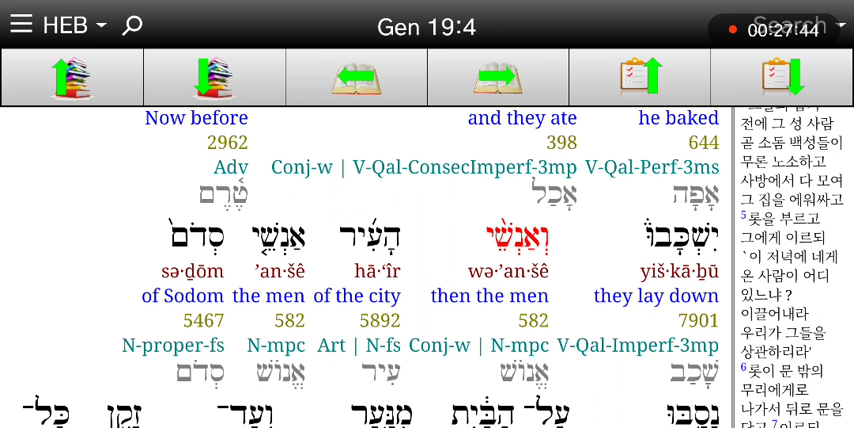 HEB
Gen 19:4
Search
00:27:44
Now before and they ate he baked
2962 398 644
Adv Conj-w | V-Qal-ConsecImperf-3mp V-Qal-Perf-3ms
אָפָה אָכַל טֶ֫רֶם
יִשְׁכָּבוּ֒ וְאַנְשֵׁ֨י הָעִ֜יר אַנְשֵׁ֤י סְדֹם֙
sə·ḏōm ’an·šê hā·‘îr wə·’an·šê yiš·kā·ḇū
of Sodom the men of the city then the men they lay down
5467 582 5892 582 7901
N-proper-fs N-mpc Art | N-fs Conj-w | N-mpc V-Qal-Imperf-3mp
שָׁכַב אֱנוֹשׁ עִיר אֱנוֹשׁ סְדֹם
נָסַ֣בּוּ עַל־ הַבַּ֔יִת מִנַּ֖עַר וְעַד־ זָקֵ֑ן כָּל־
전에 그 성 사람
곧 소돔 백성들이
무론 노소하고
사방에서 다 모여
그 집을 에워싸고
5 롯을 부르고
그에게 이르되
`이 저녁에 네게
온 사람이 어디
있느냐 ?
이끌어내라
우리가 그들을
상관하리라'
6 롯이 문 밖의
무리에게로
나가서 뒤로 문을
닫고 7 이르되